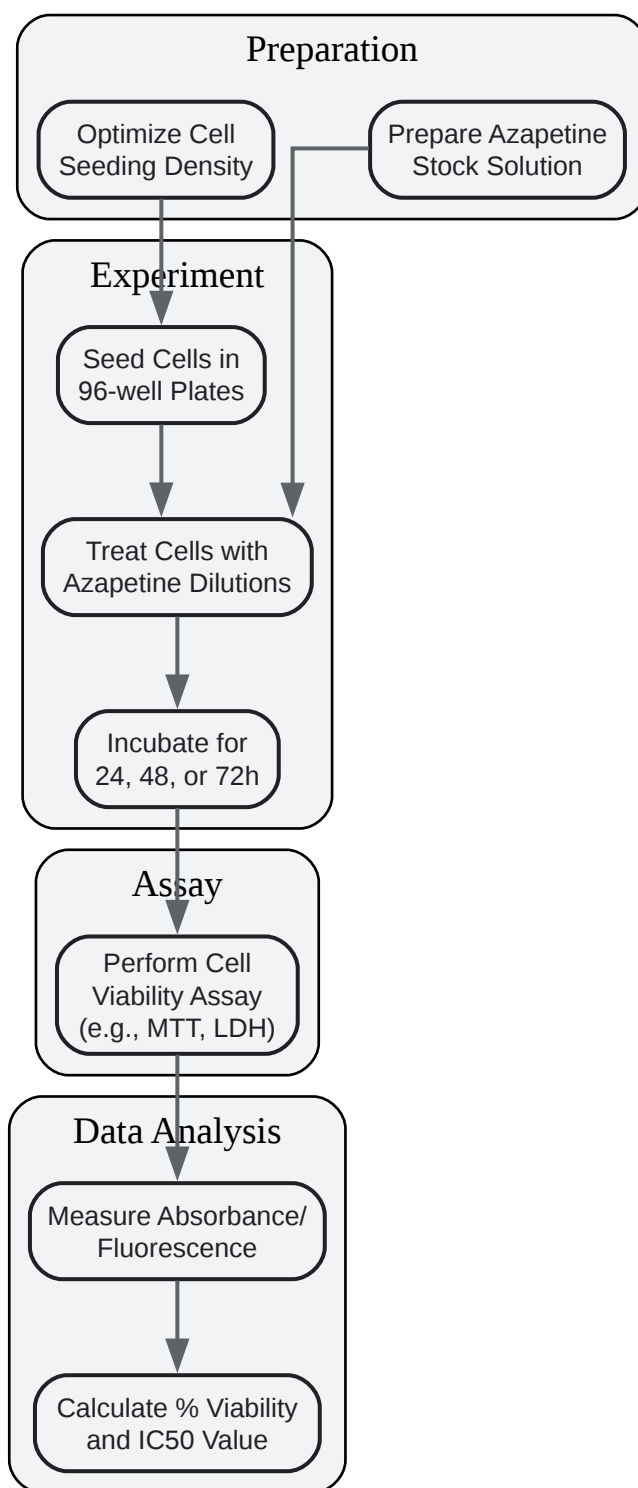 Preparation
Optimize Cell
Seeding Density
Prepare Azapetine
Stock Solution
Experiment
Seed Cells in
96-well Plates
Treat Cells with
Azapetine Dilutions
Incubate for
24, 48, or 72h
Assay
Perform Cell
Viability Assay
(e.g., MTT, LDH)
Data Analysis
Measure Absorbance/
Fluorescence
Calculate % Viability
and IC50 Value